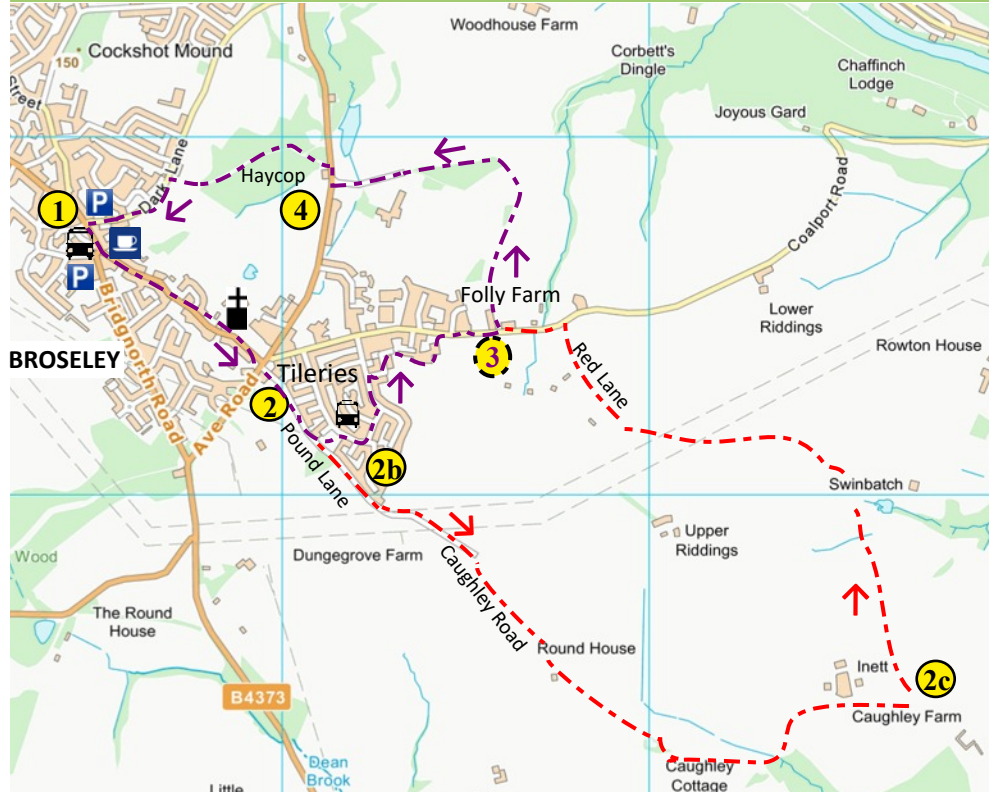 Woodhouse Farm
Cockshot Mound
150
Corbett's
Dingle
Chaffinch
Lodge
Joyous Gard
Street
Dark Lane
Haycop
1
P
4
P
Coalport Road
Folly Farm
Lower
Riddings
Rowton House
BROSELEY
Bridgnorth Road
Ave Road
Tileries
3
Red Lane
2
Pound Lane
2b
Swinbatch
Wood
Dungegrove Farm
Upper
Riddings
Caughley Road
The Round
House
Round House
Inett
2c
B4373
Caughley Farm
Dean
Brook
Caughley
Cottage
Little